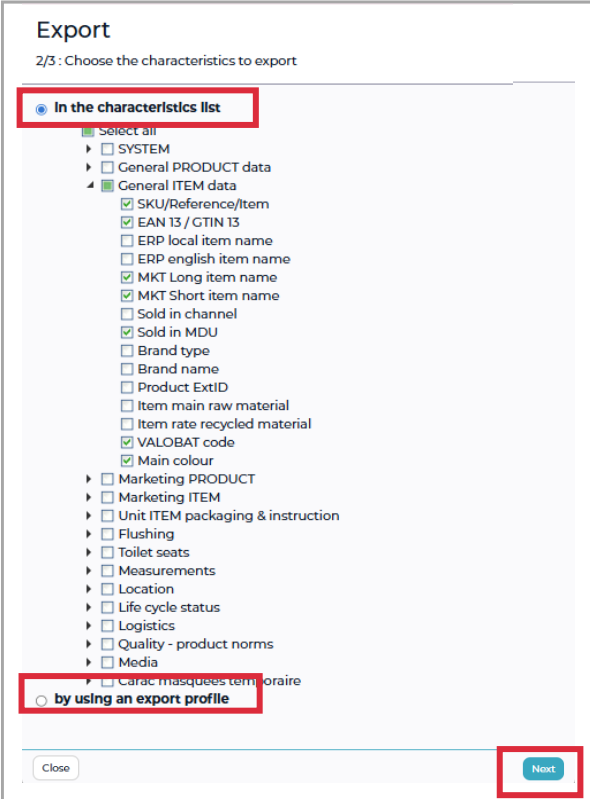 Export
2/3 : Choose the characteristics to export
In the characteristics list
Select all
SYSTEM
General PRODUCT data
General ITEM data
SKU/Reference/Item
EAN 13 / GTIN 13
ERP local item name
ERP english item name
MKT Long item name
MKT Short item name
Sold in channel
Sold in MDU
Brand type
Brand name
Product ExtID
Item main raw material
Item rate recycled material
VALOBAT code
Main colour
Marketing PRODUCT
Marketing ITEM
Unit ITEM packaging & instruction
Flushing
Toilet seats
Measurements
Location
Life cycle status
Logistics
Quality - product norms
Media
Carac masquées temporaire
by using an export profile
Close Next